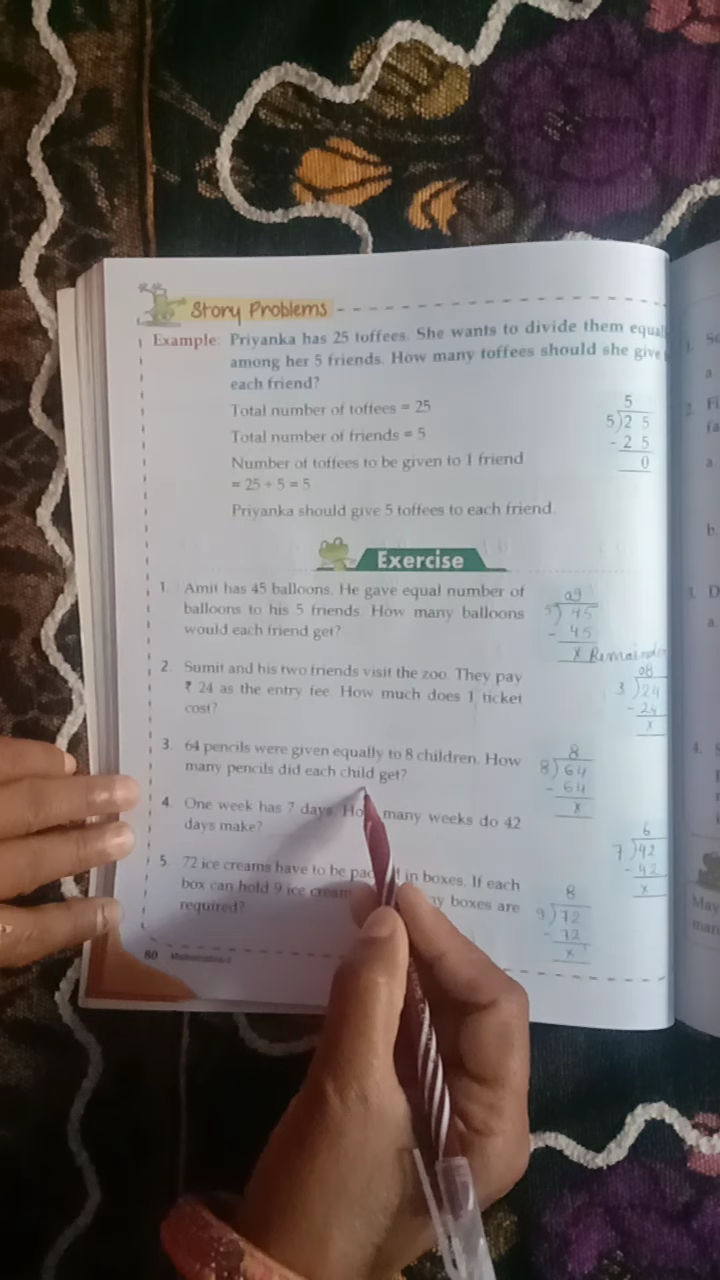 Story Problems
Example: Priyanka has 25 toffees. She wants to divide them
among her 5 friends. How many toffees should she give
each friend?
Total number of toffees = 25
Total number of friends = 5
Number of toffees to be given to 1 friend
= 25 ÷ 5 = 5
Priyanka should give 5 toffees to each friend.
5
5)2 5
- 2 5
0
Exercise
1. Amit has 45 balloons. He gave equal number of
balloons to his 5 friends. How many balloons
would each friend get?
09
5)45
- 45
x Remainder
2. Sumit and his two friends visit the zoo. They pay
₹ 24 as the entry fee. How much does 1 ticket
cost?
08
3)24
- 24
x
3. 64 pencils were given equally to 8 children. How
many pencils did each child get?
8
8)64
- 64
x
4. One week has 7 days. many weeks do 42
days make?
6
7)42
- 42
x
5. 72 ice creams have to be in boxes. If each
box can hold 9 ice boxes are
required?
8
9)72
- 72
x
80
a.
a
b.
a.
4.
May